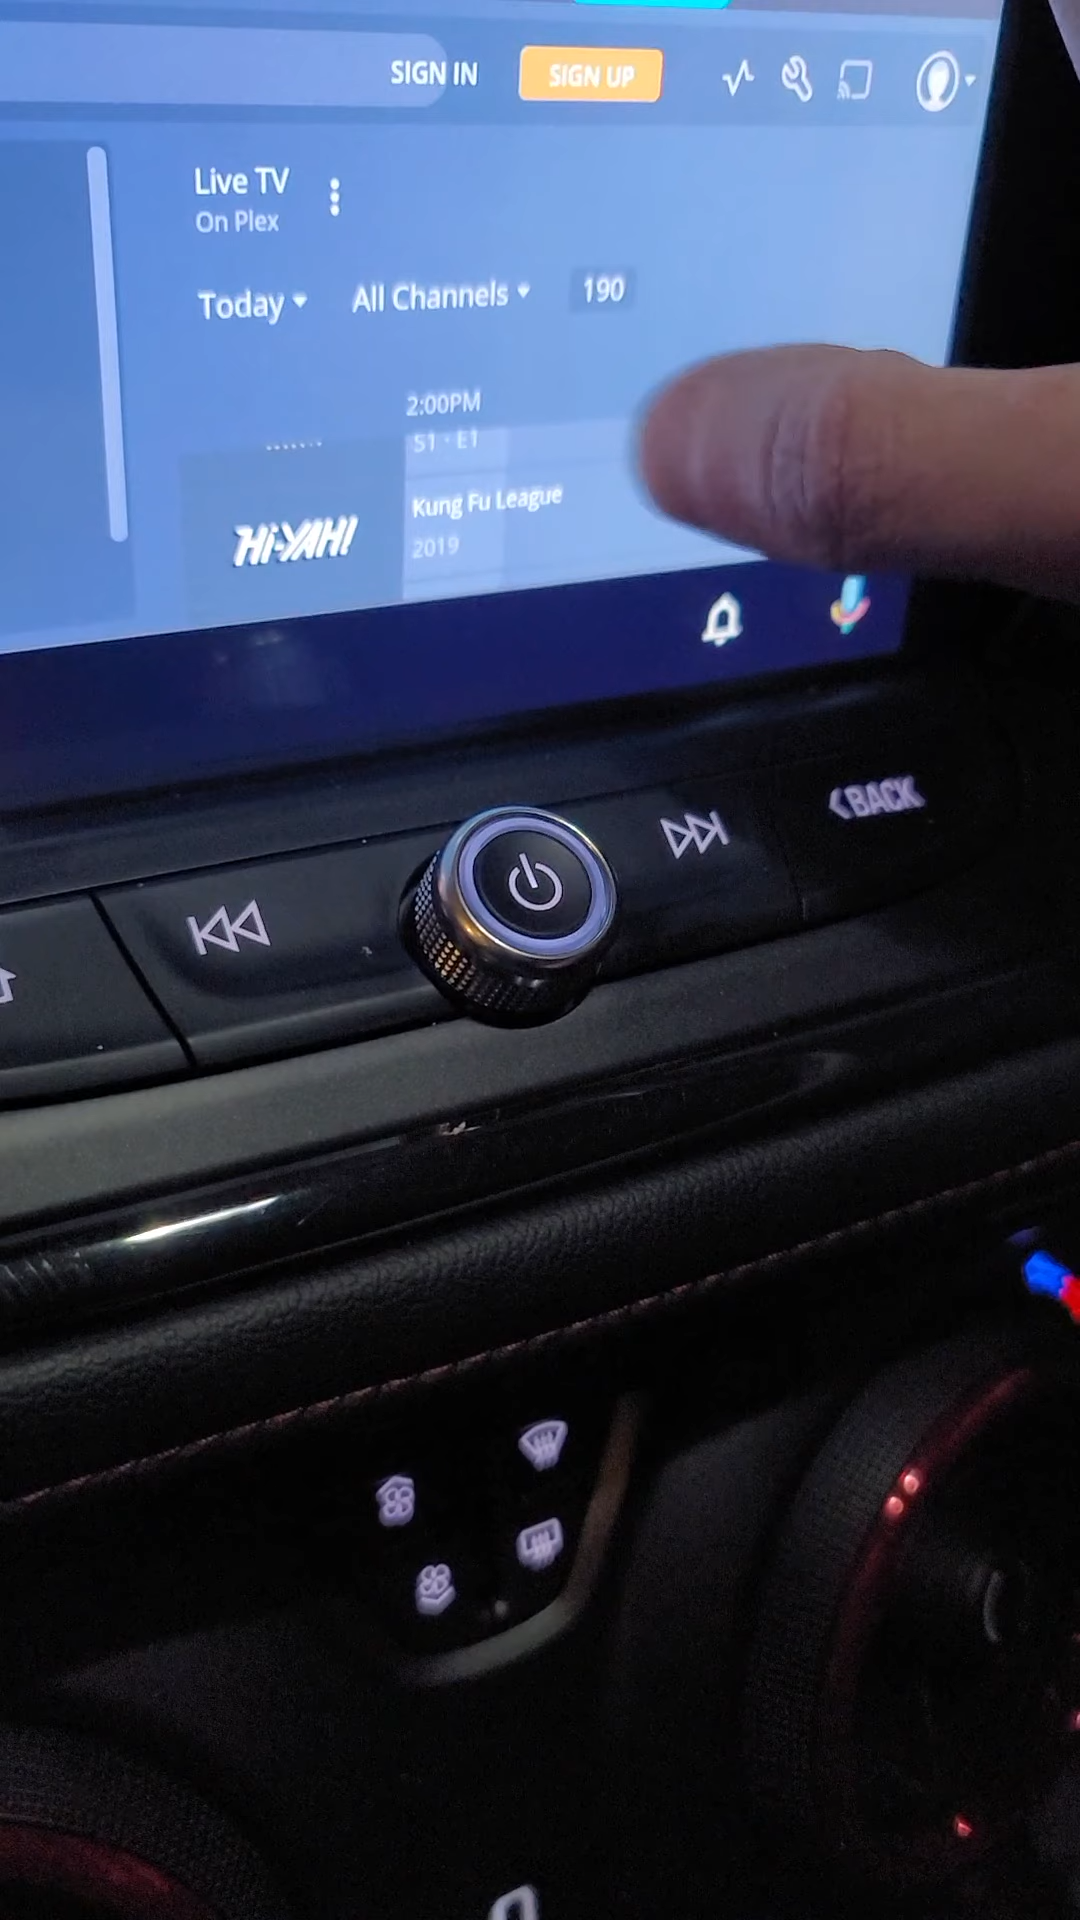 SIGN IN
SIGN UP
Live TV
On Plex
Today
All Channels
190
2:00PM
S1 · E1
Kung Fu League
2019
Hi-YAH!
BACK